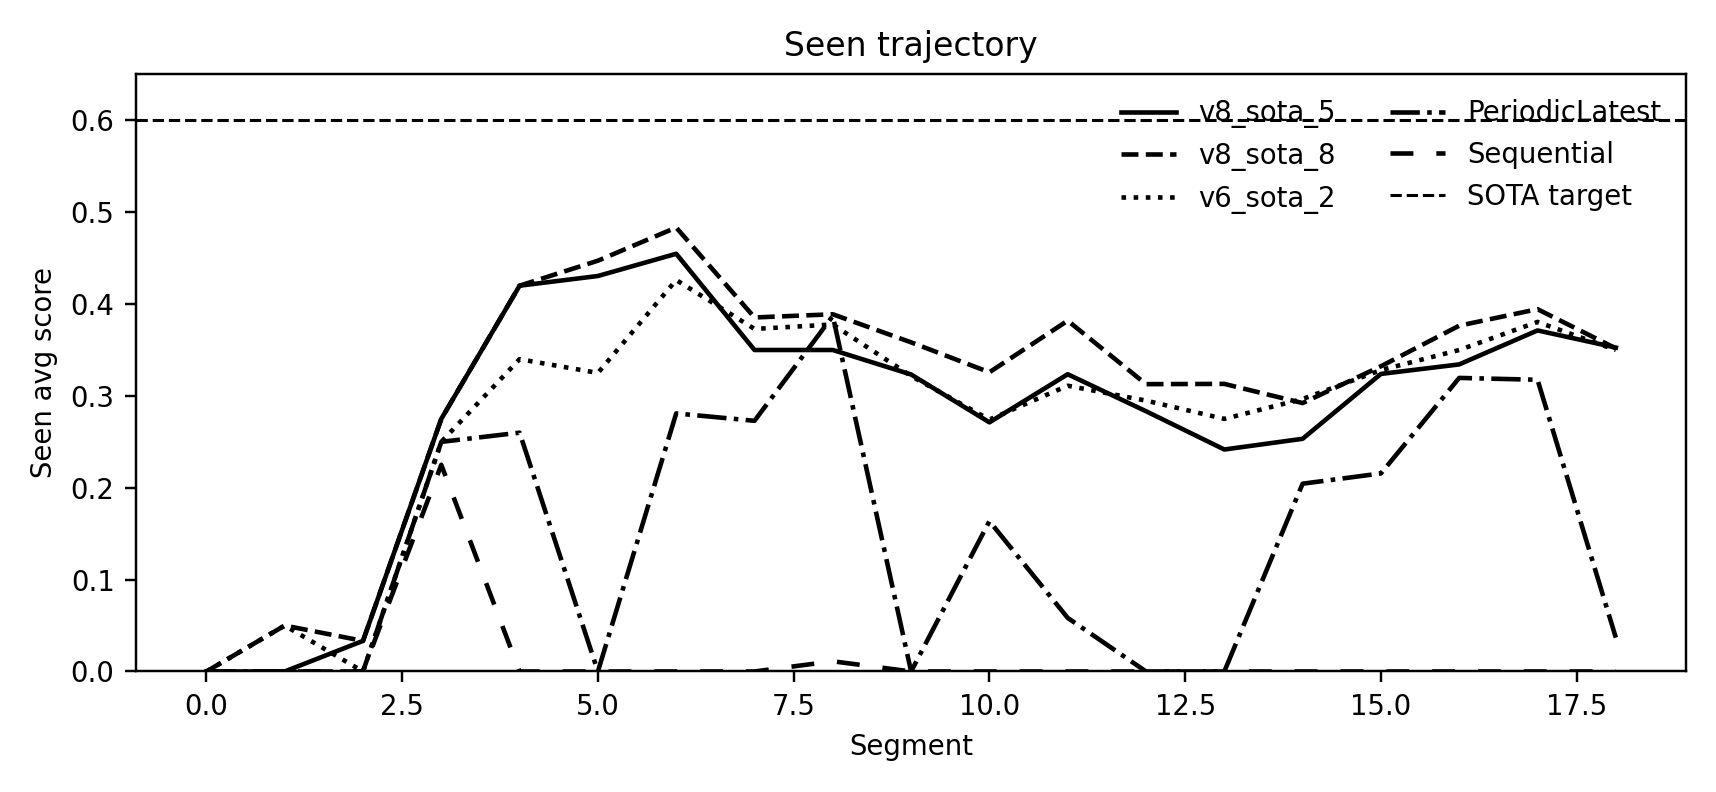 Seen trajectory
v8_sota_5
v8_sota_8
v6_sota_2
PeriodicLatest
Sequential
SOTA target
Seen avg score
0.6
0.5
0.4
0.3
0.2
0.1
0.0
0.0 2.5 5.0 7.5 10.0 12.5 15.0 17.5
Segment